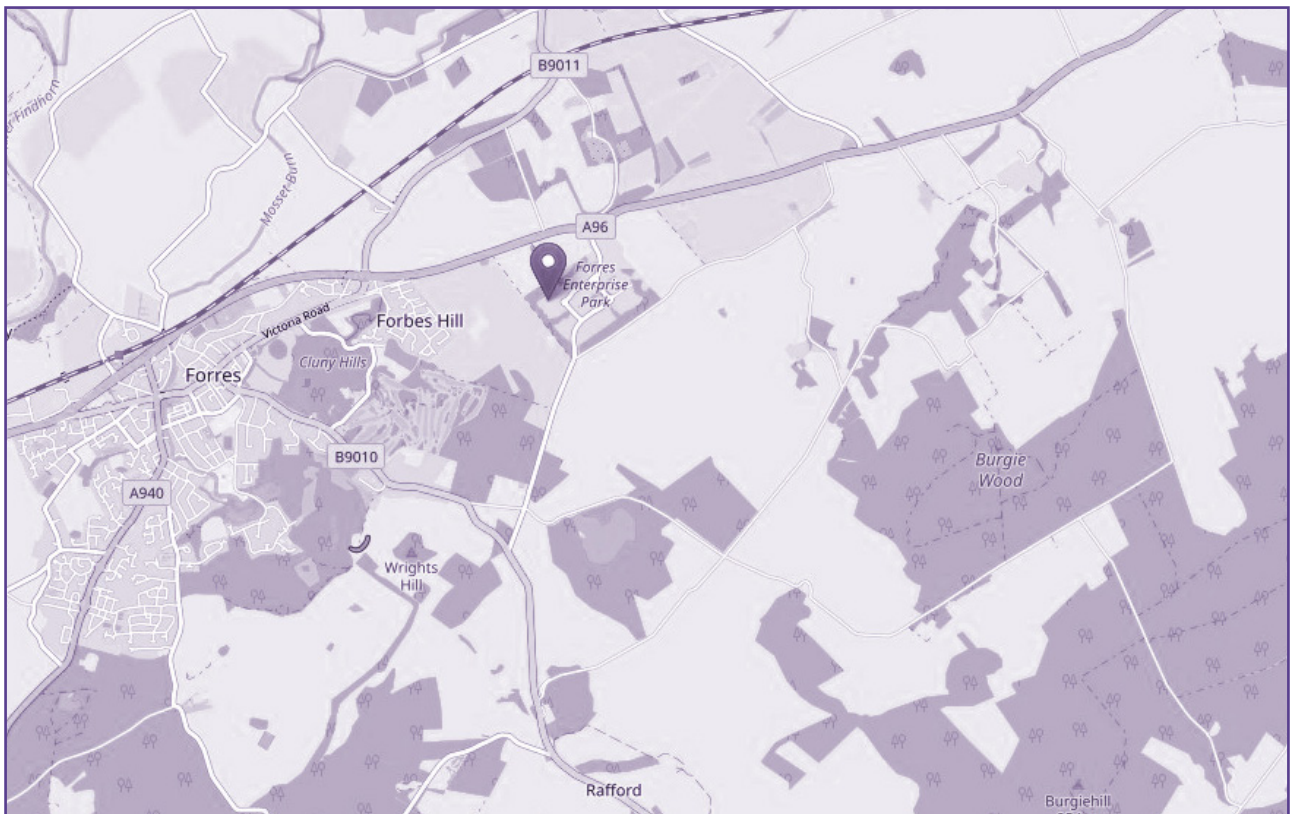 B9011
Findhorn
Mosset Burn
A96
Forres
Enterprise
Park
Victoria Road
Forbes Hill
Cluny Hills
Forres
B9010
Burgie
Wood
A940
Wrights
Hill
Rafford
Burgiehill